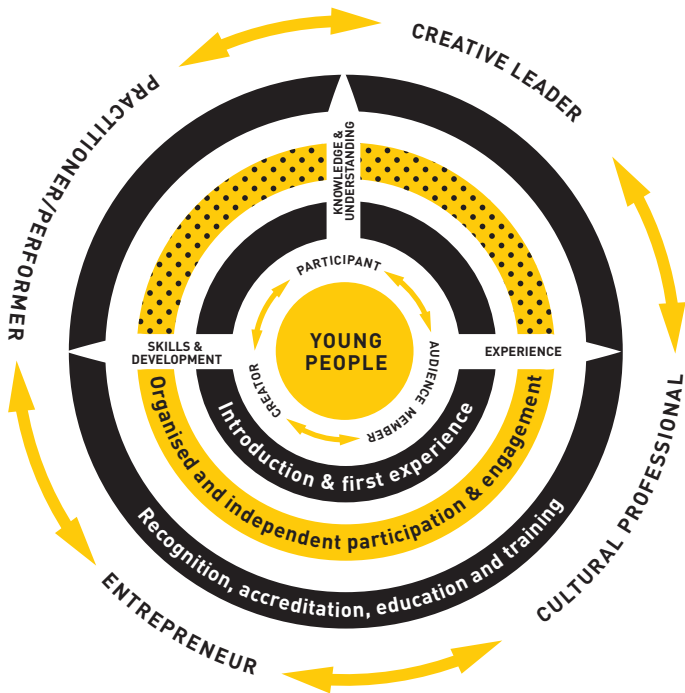 CREATIVE LEADER
PRACTITIONER/PERFORMER
KNOWLEDGE &
UNDERSTANDING
PARTICIPANT
YOUNG
PEOPLE
SKILLS &
DEVELOPMENT
EXPERIENCE
CREATOR
AUDIENCE MEMBER
Introduction & first experience
Organised and independent participation & engagement
Recognition, accreditation, education and training
CULTURAL PROFESSIONAL
ENTREPRENEUR